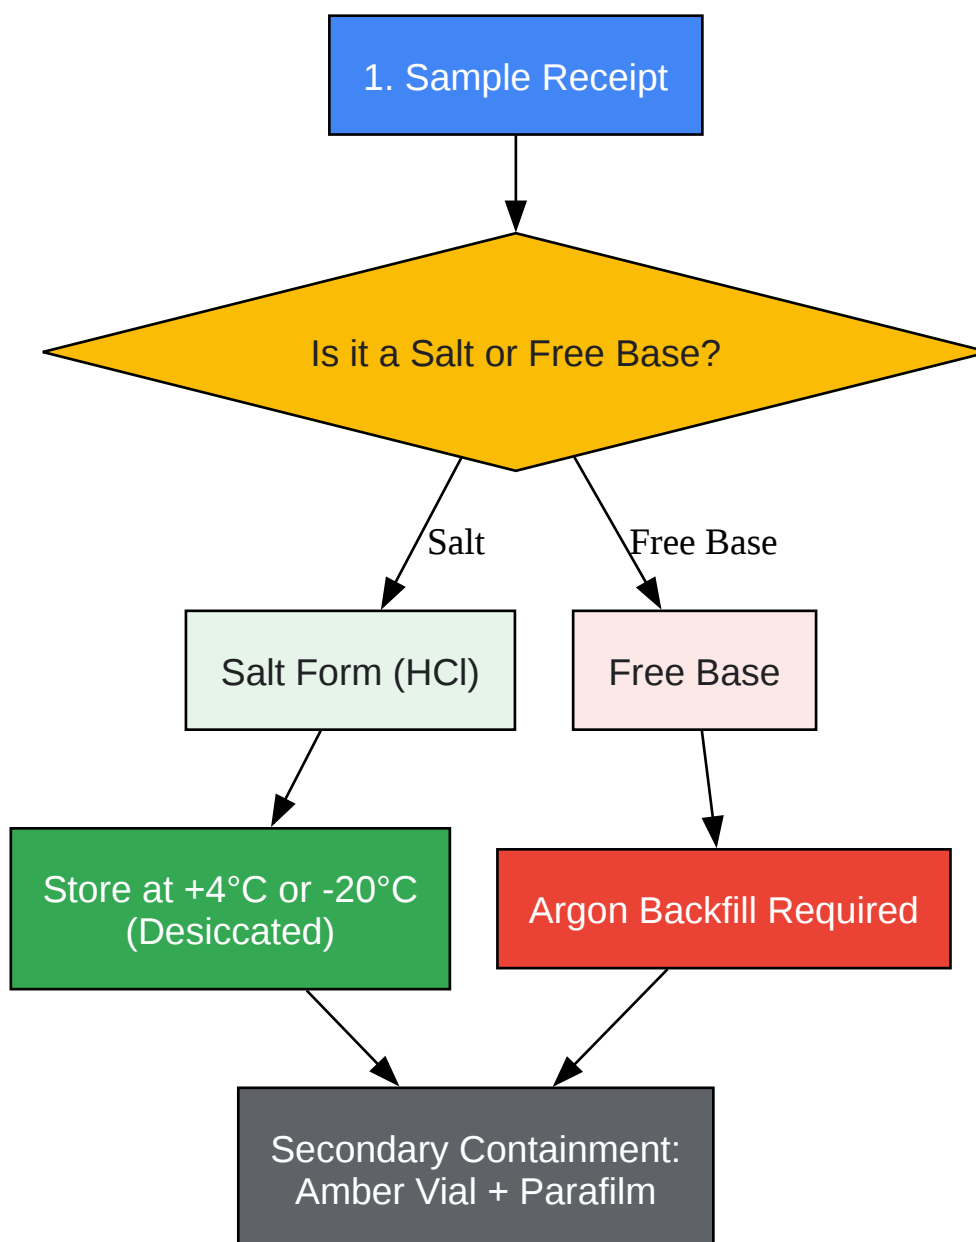 1. Sample Receipt
Is it a Salt or Free Base?
Salt
Free Base
Salt Form (HCl)
Free Base
Store at +4°C or -20°C
(Desiccated)
Argon Backfill Required
Secondary Containment:
Amber Vial + Parafilm